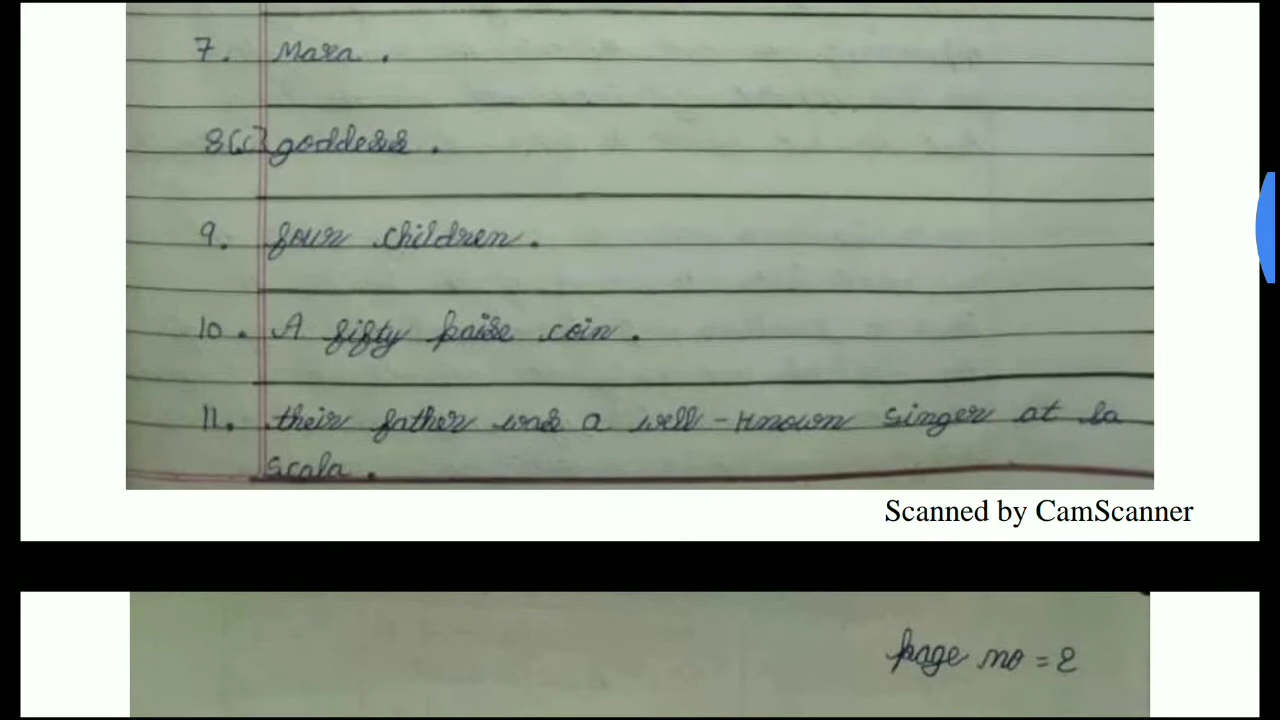 7. Mara.
8(c) goddess.
9. four children.
10. A fifty paise coin.
11. their father was a well-known singer at la
scala.
Scanned by CamScanner
page no = 2